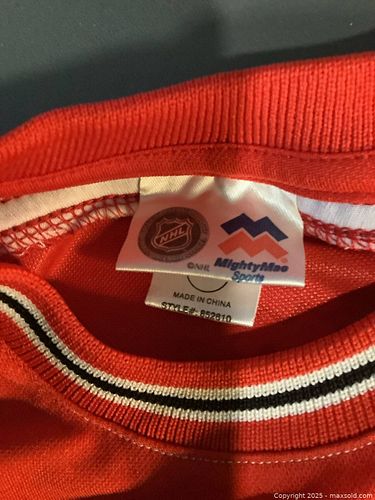 NHL
©NHL
MightyMac
Sports
MADE IN CHINA
STYLE#: 852610
Copyright 2025 - maxsold.com